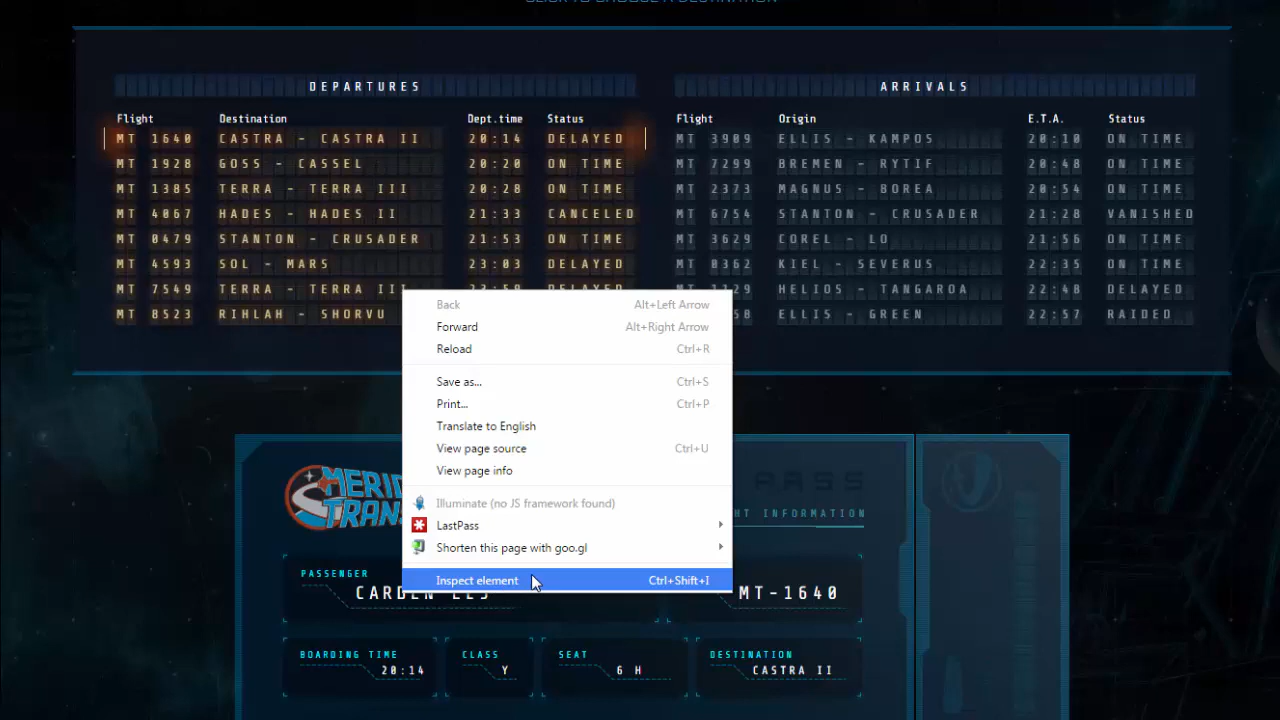 CLICK TO CHOOSE A DESTINATION
DEPARTURES
Flight Destination Dept.time Status
MT 1640 CASTRA - CASTRA II 20:14 DELAYED
MT 1928 GOSS - CASSEL 20:20 ON TIME
MT 1385 TERRA - TERRA III 20:28 ON TIME
MT 4067 HADES - HADES II 21:33 CANCELED
MT 0479 STANTON - CRUSADER 21:53 ON TIME
MT 4593 SOL - MARS 23:03 DELAYED
MT 7549 TERRA - TERRA III
MT 8523 RIHLAH - SHORVU
ARRIVALS
Flight Origin E.T.A. Status
MT 3909 ELLIS - KAMPOS 20:10 ON TIME
MT 7299 BREMEN - RYTIF 20:48 ON TIME
MT 2373 MAGNUS - BOREA 20:54 ON TIME
MT 6754 STANTON - CRUSADER 21:28 VANISHED
MT 3629 COREL - LO 21:56 ON TIME
MT 0362 KIEL - SEVERUS 22:35 ON TIME
HELIOS - TANGAROA 22:48 DELAYED
ELLIS - GREEN 22:57 RAIDED
Back Alt+Left Arrow
Forward Alt+Right Arrow
Reload Ctrl+R
Save as... Ctrl+S
Print... Ctrl+P
Translate to English
View page source Ctrl+U
View page info
Illuminate (no JS framework found)
LastPass
Shorten this page with goo.gl
Inspect element Ctrl+Shift+I
INFORMATION
PASSENGER
MT-1640
BOARDING TIME
20:14
CLASS
Y
SEAT
6 H
DESTINATION
CASTRA II